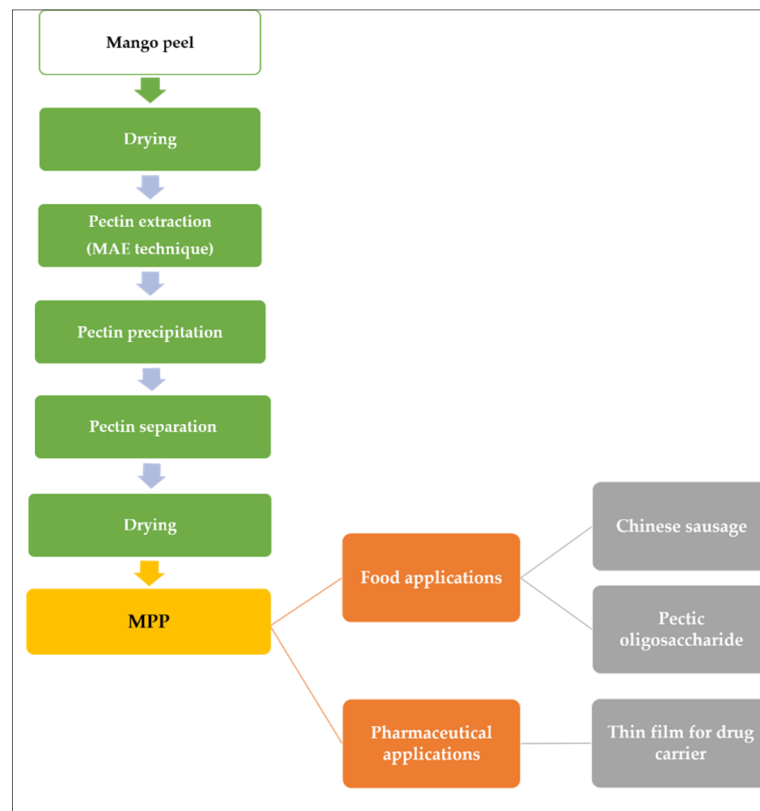 Mango peel
Drying
Pectin extraction
(MAE technique)
Pectin precipitation
Pectin separation
Drying
MPP
Food applications
Chinese sausage
Pectic
oligosaccharide
Pharmaceutical
applications
Thin film for drug
carrier